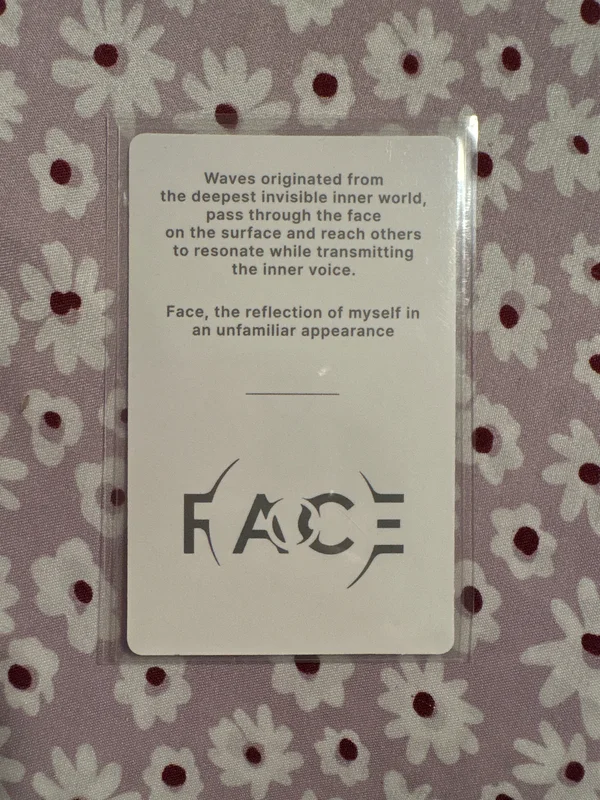 Waves originated from
the deepest invisible inner world,
pass through the face
on the surface and reach others
to resonate while transmitting
the inner voice.
Face, the reflection of myself in
an unfamiliar appearance
FACE